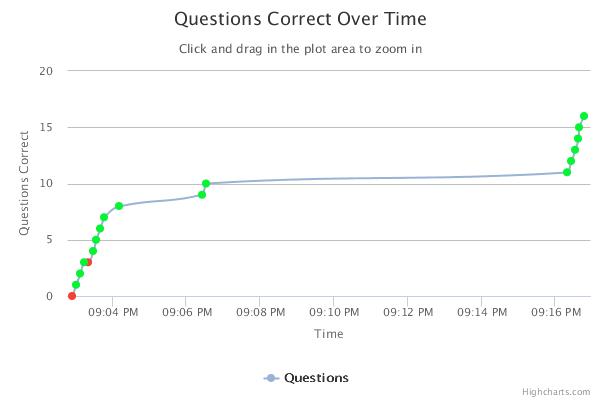 Questions Correct Over Time
Click and drag in the plot area to zoom in
Questions Correct
20
15
10
5
0
09:04 PM 09:06 PM 09:08 PM 09:10 PM 09:12 PM 09:14 PM 09:16 PM
Time
Questions
Highcharts.com